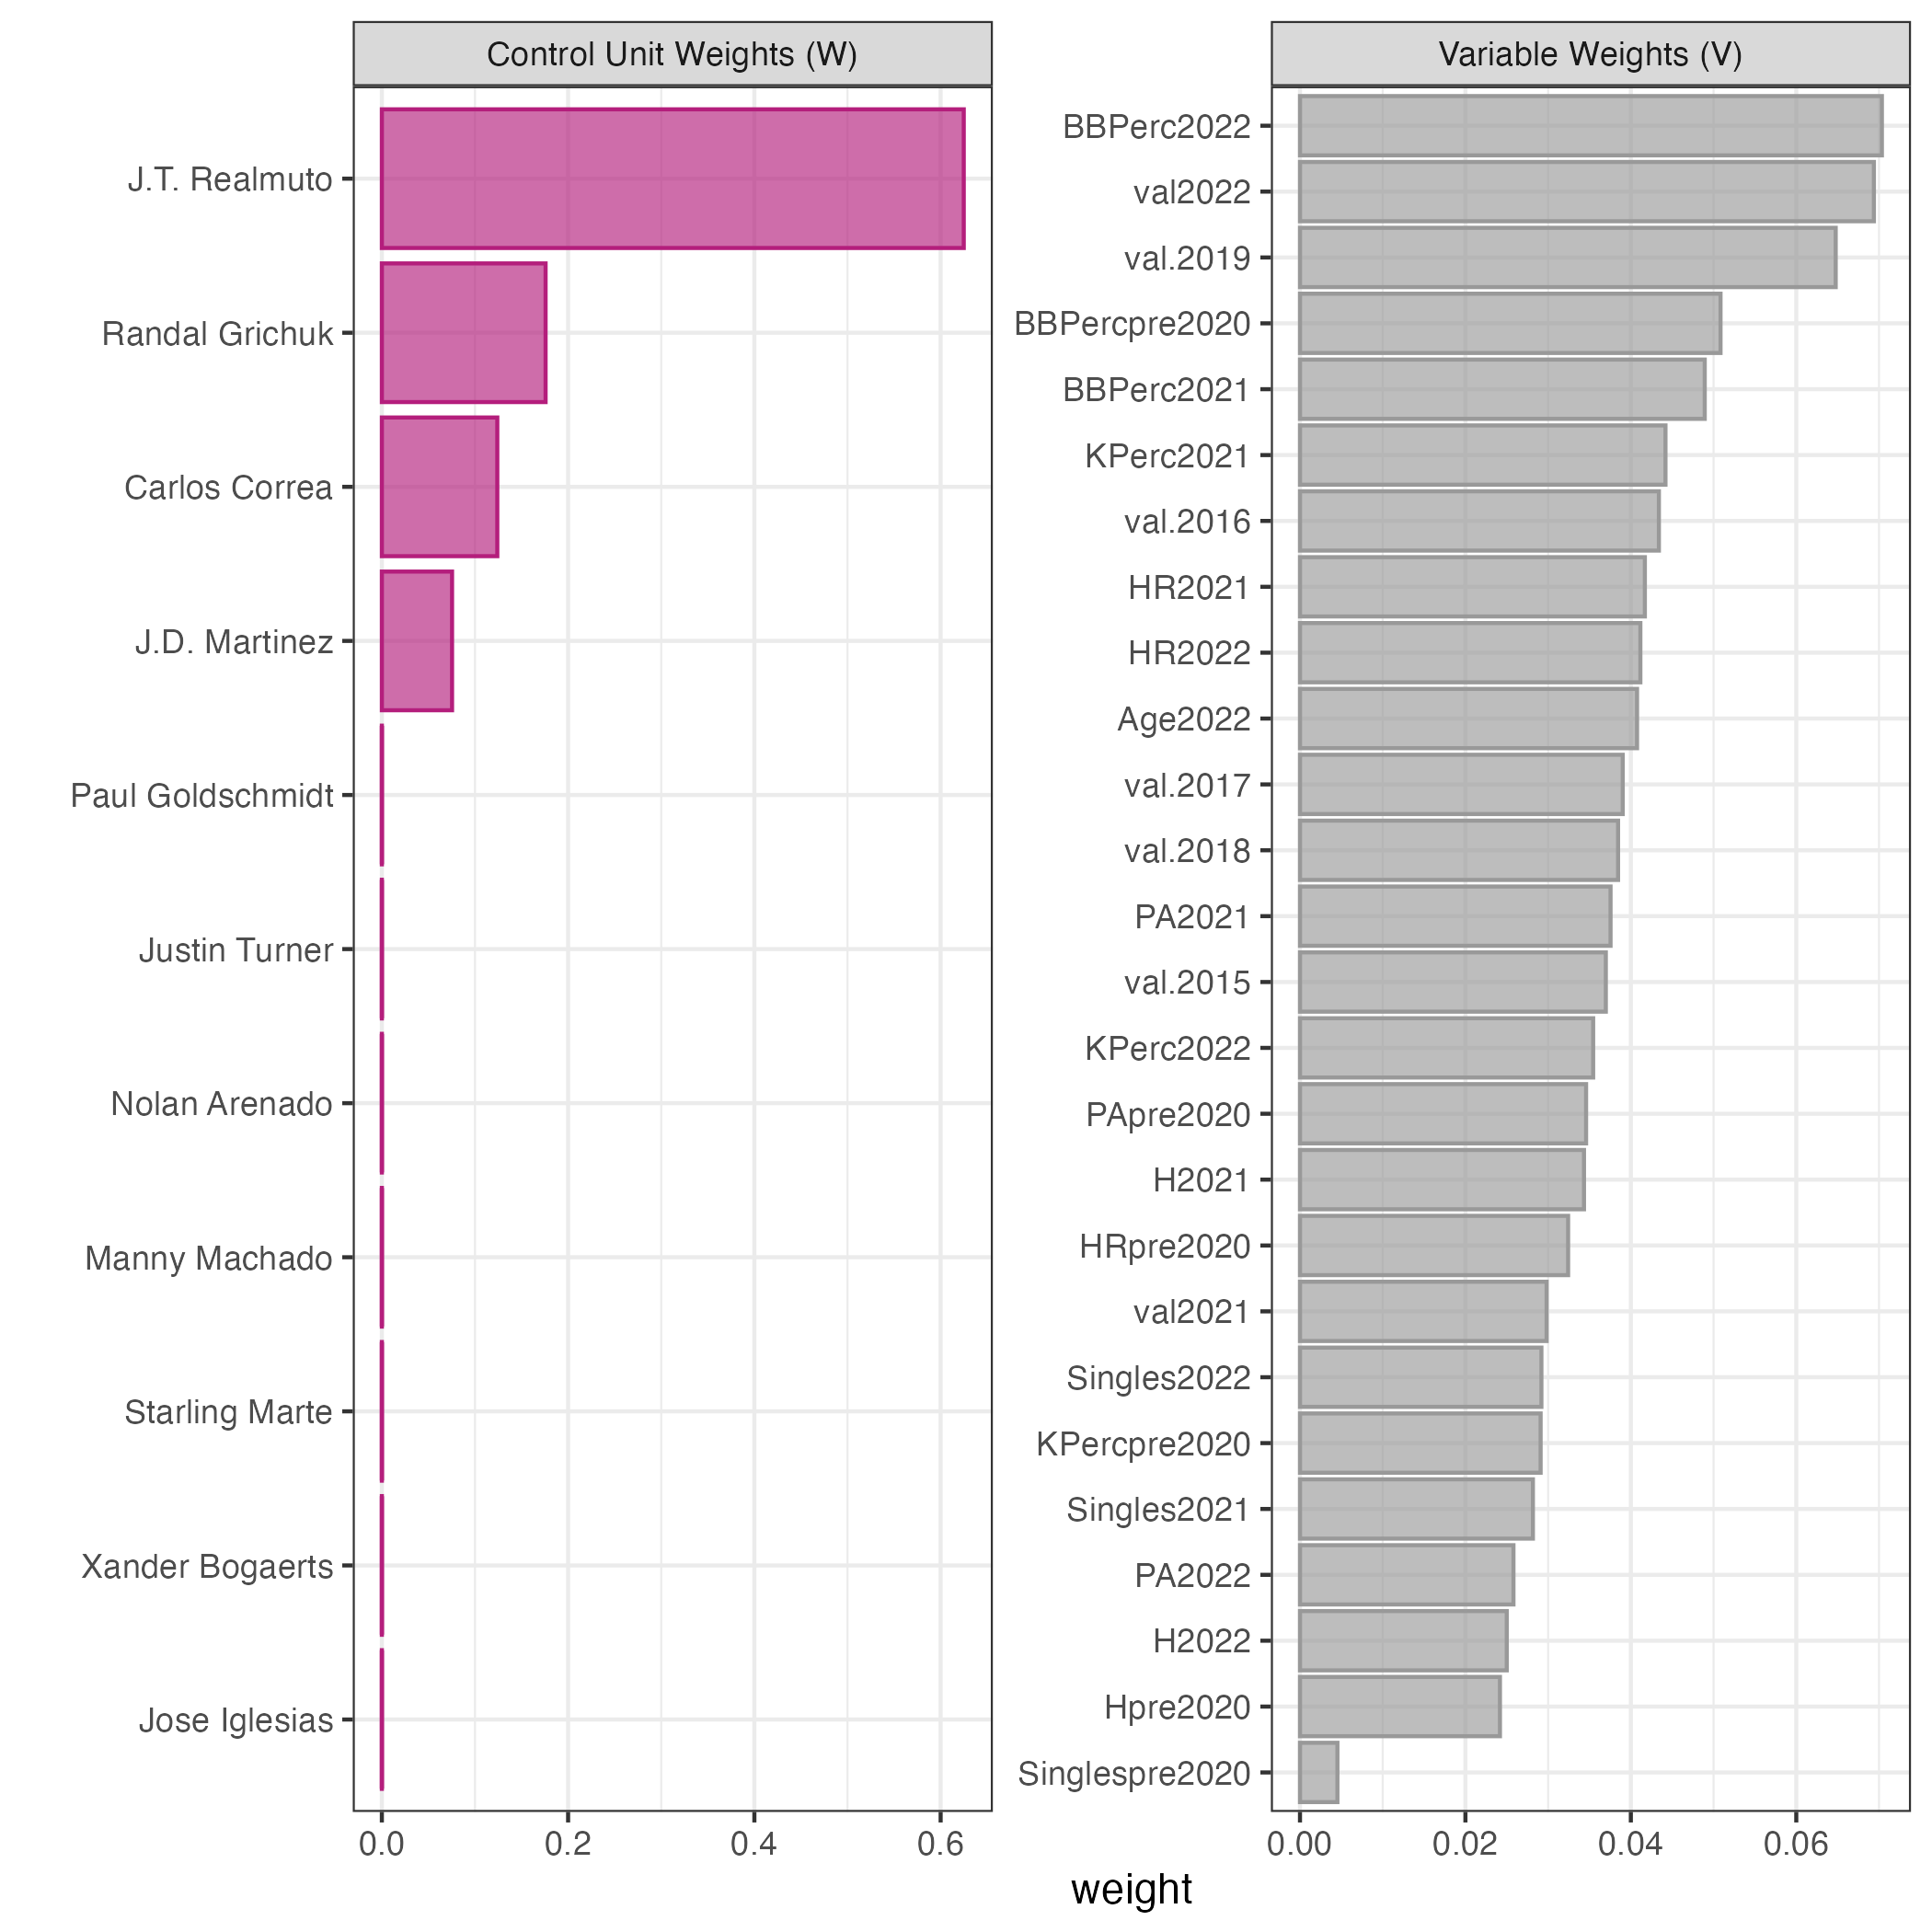 Control Unit Weights (W)
J.T. Realmuto
Randal Grichuk
Carlos Correa
J.D. Martinez
Paul Goldschmidt
Justin Turner
Nolan Arenado
Manny Machado
Starling Marte
Xander Bogaerts
Jose Iglesias
0.0 0.2 0.4 0.6
Variable Weights (V)
BBPerc2022
val2022
val.2019
BBPercpre2020
BBPerc2021
KPerc2021
val.2016
HR2021
HR2022
Age2022
val.2017
val.2018
PA2021
val.2015
KPerc2022
PApre2020
H2021
HRpre2020
val2021
Singles2022
KPercpre2020
Singles2021
PA2022
H2022
Hpre2020
Singlespre2020
0.00 0.02 0.04 0.06
weight